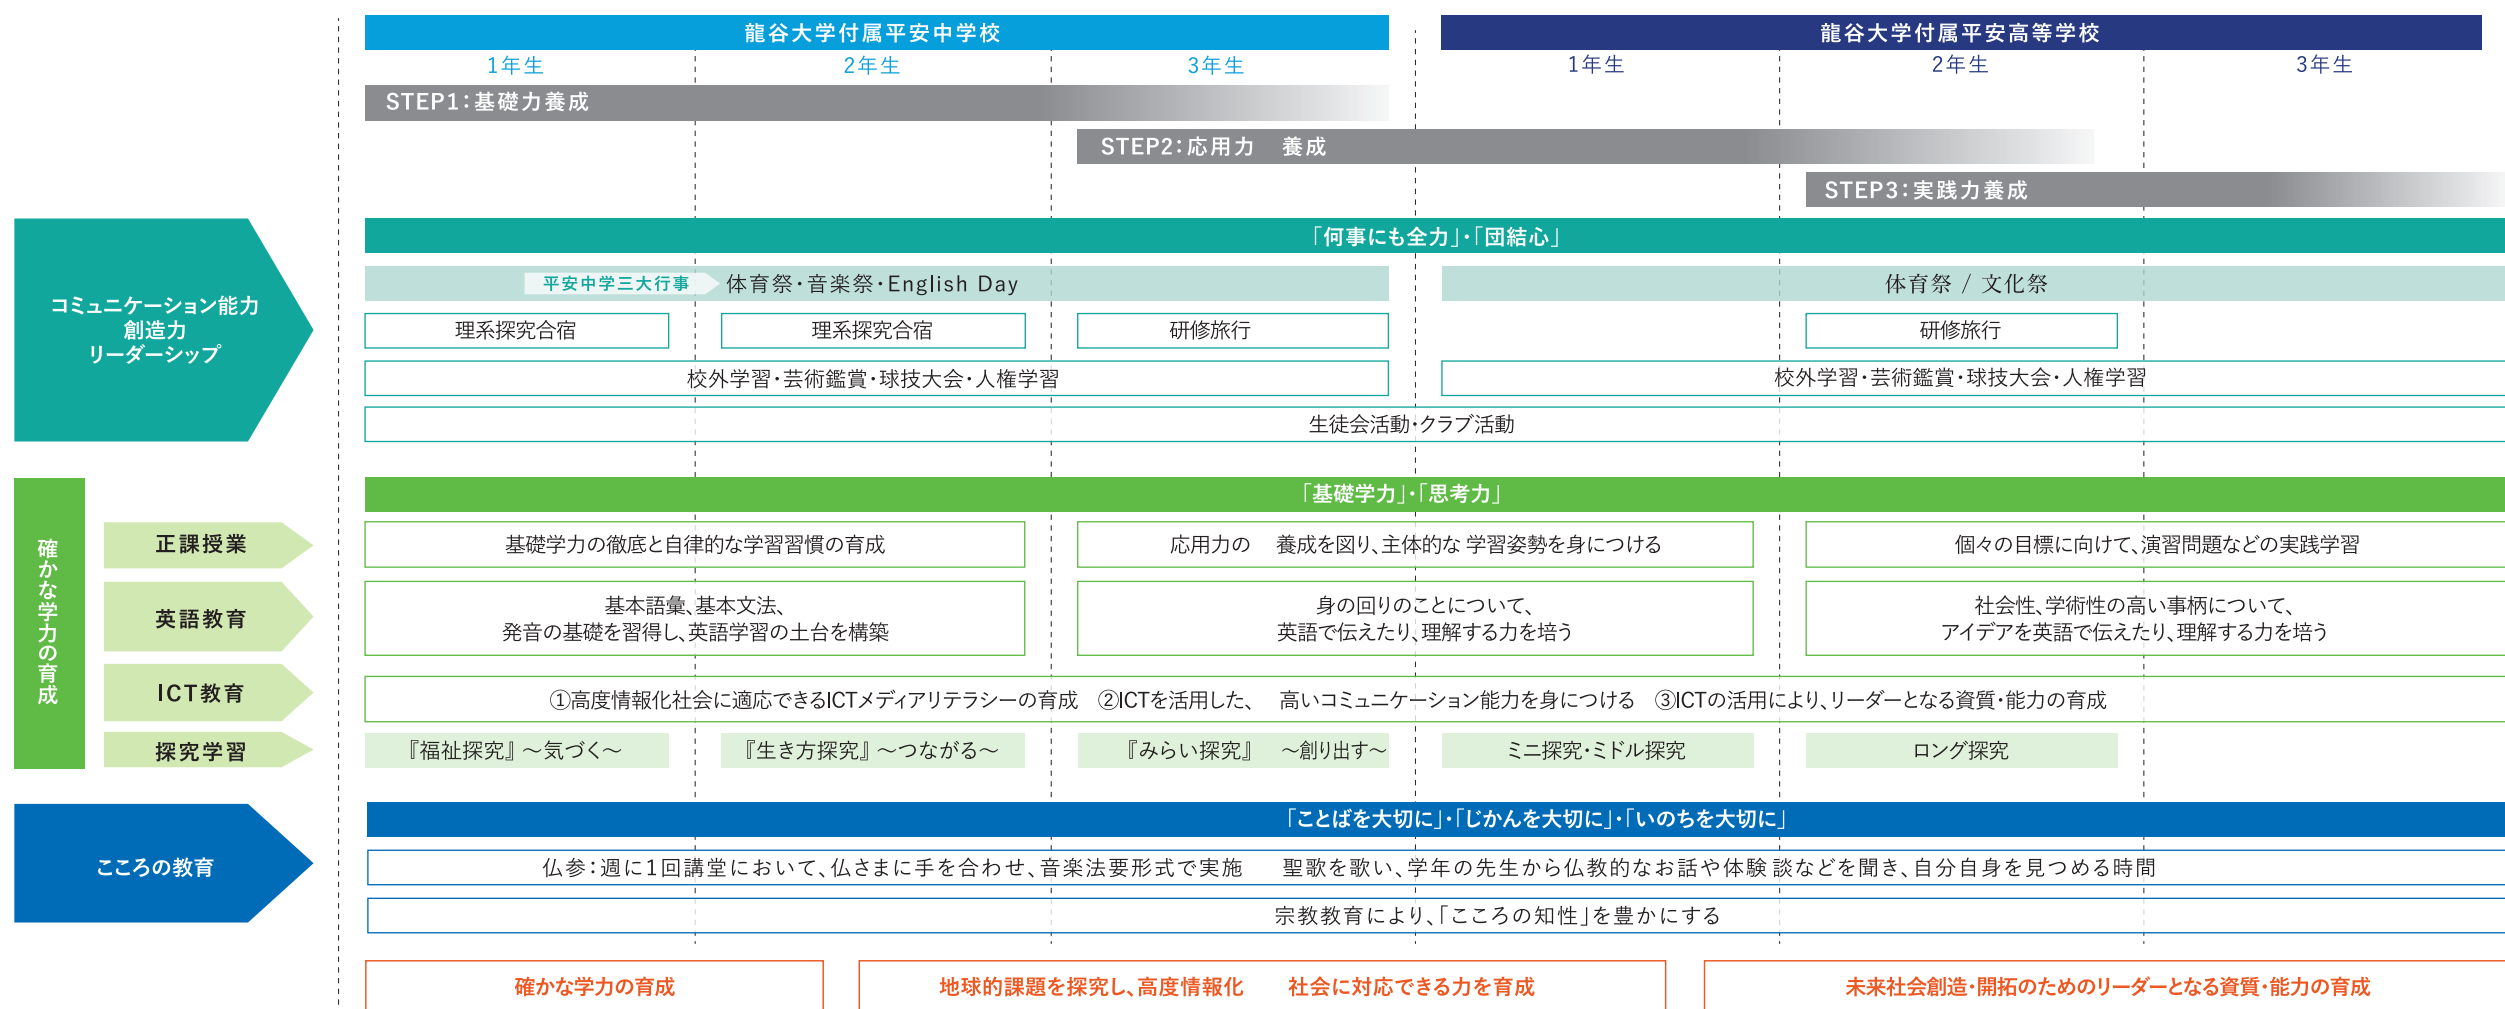 龍谷大学付属平安中学校
龍谷大学付属平安高等学校
1年生
2年生
3年生
1年生
2年生
3年生
STEP1：基礎力養成
STEP2：応用力　養成
STEP3：実践力養成
コミュニケーション能力
創造力
リーダーシップ
「何事にも全力」・「団結心」
平安中学三大行事
体育祭・音楽祭・English Day
体育祭 / 文化祭
理系探究合宿
理系探究合宿
研修旅行
研修旅行
校外学習・芸術鑑賞・球技大会・人権学習
校外学習・芸術鑑賞・球技大会・人権学習
生徒会活動・クラブ活動
確かな学力の育成
「基礎学力」・「思考力」
正課授業
基礎学力の徹底と自律的な学習習慣の育成
応用力の　養成を図り、主体的な 学習姿勢を身につける
個々の目標に向けて、演習問題などの実践学習
英語教育
基本語彙、基本文法、
発音の基礎を習得し、英語学習の土台を構築
身の回りのことについて、
英語で伝えたり、理解する力を培う
社会性、学術性の高い事柄について、
アイデアを英語で伝えたり、理解する力を培う
ICT教育
①高度情報化社会に適応できるICTメディアリテラシーの育成　②ICTを活用した、　高いコミュニケーション能力を身につける　③ICTの活用により、リーダーとなる資質・能力の育成
探究学習
『福祉探究』～気づく～
『生き方探究』～つながる～
『みらい探究』　～創り出す～
ミニ探究・ミドル探究
ロング探究
こころの教育
「ことばを大切に」・「じかんを大切に」・「いのちを大切に」
仏参：週に1回講堂において、仏さまに手を合わせ、音楽法要形式で実施　聖歌を歌い、学年の先生から仏教的なお話や体験 談などを聞き、自分自身を見つめる時間
宗教教育により、「こころの知性」を豊かにする
確かな学力の育成
地球的課題を探究し、高度情報化　社会に対応できる力を育成
未来社会創造・開拓のためのリーダーとなる資質・能力の育成